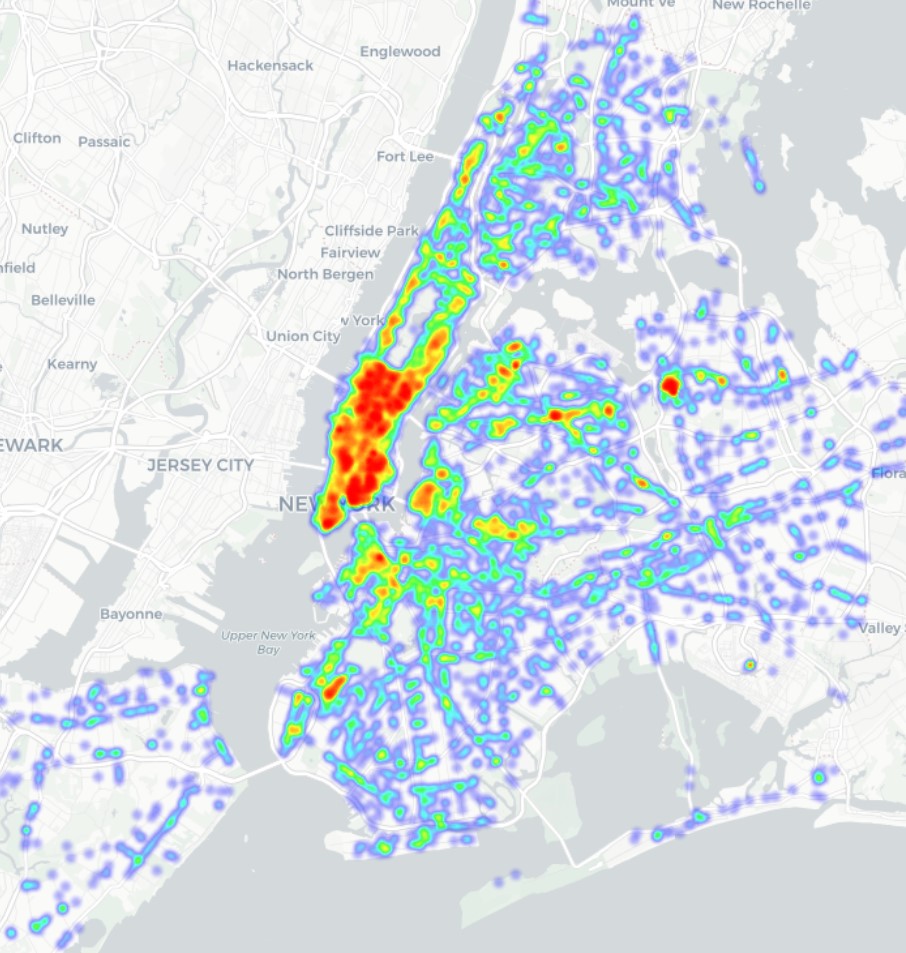 Mount Ve
New Rochelle
Englewood
Hackensack
Clifton
Passaic
Fort Lee
Nutley
Cliffside Park
Fairview
nfield
North Bergen
Belleville
w York
Union City
Kearny
EWARK
JERSEY CITY
Flora
NEW YORK
Bayonne
Valley S
Upper New York
Bay